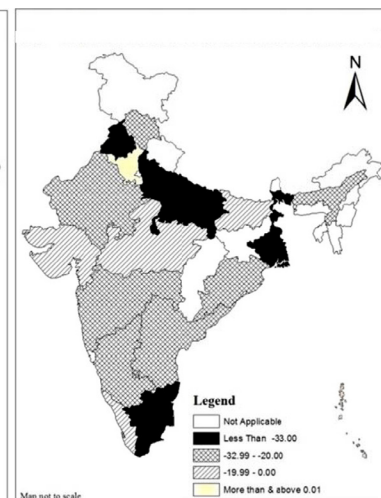 N
Legend
Not Applicable
Less Than -33.00
-32.99 - -20.00
-19.99 - 0.00
More than & above 0.01
Map not to scale